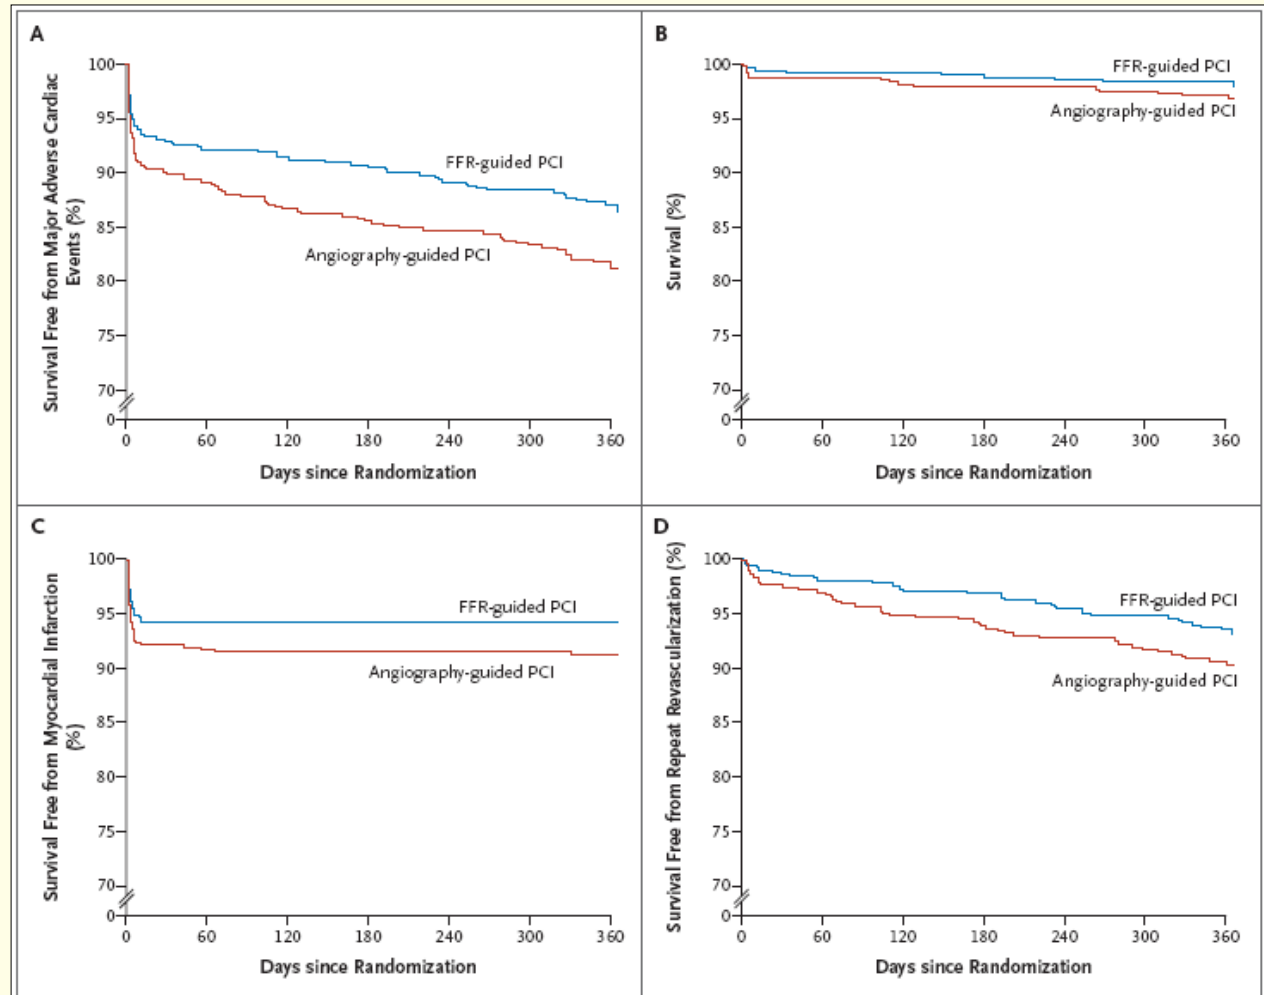 A
Survival Free from Major Adverse Cardiac
Events (%)
100
95
90
85
80
75
70
0
FFR-guided PCI
Angiography-guided PCI
0 60 120 180 240 300 360
Days since Randomization
B
Survival (%)
100
95
90
85
80
75
70
0
FFR-guided PCI
Angiography-guided PCI
0 60 120 180 240 300 360
Days since Randomization
C
Survival Free from Myocardial Infarction
(%)
100
95
90
85
80
75
70
0
FFR-guided PCI
Angiography-guided PCI
0 60 120 180 240 300 360
Days since Randomization
D
Survival Free from Repeat Revascularization (%)
100
95
90
85
80
75
70
0
FFR-guided PCI
Angiography-guided PCI
0 60 120 180 240 300 360
Days since Randomization